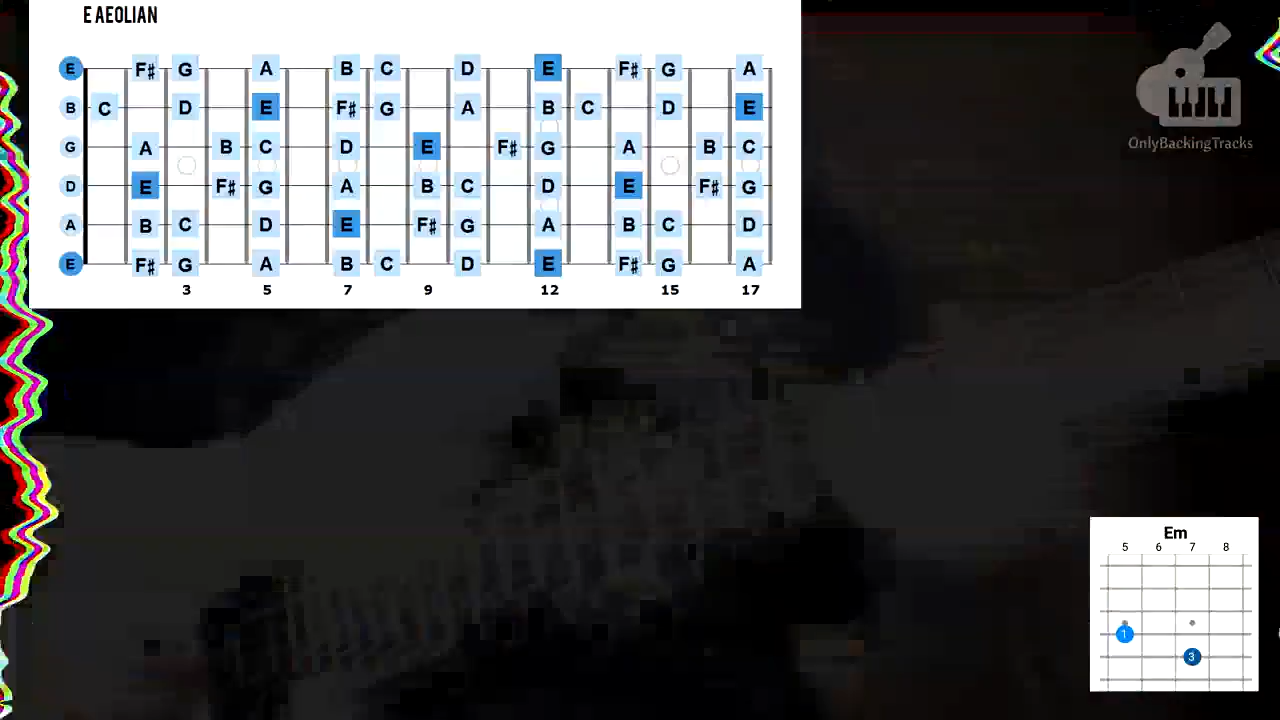 E AEOLIAN
E F# G A B C D E F# G A
B C D E F# G A B C D E
G A B C D E F# G A B C
D E F# G A B C D E F# G
A B C D E F# G A B C D
E F# G A B C D E F# G A
3 5 7 9 12 15 17
OnlyBackingTracks
Em
5 6 7 8
1
3